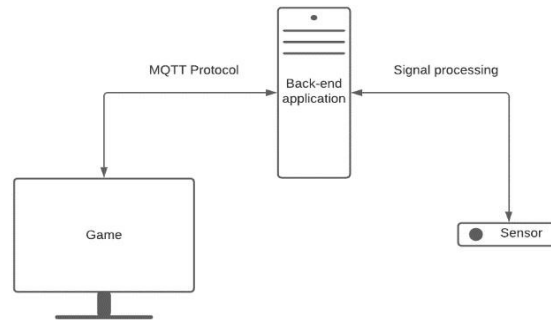 MQTT Protocol
Back-end
application
Signal processing
Game
Sensor